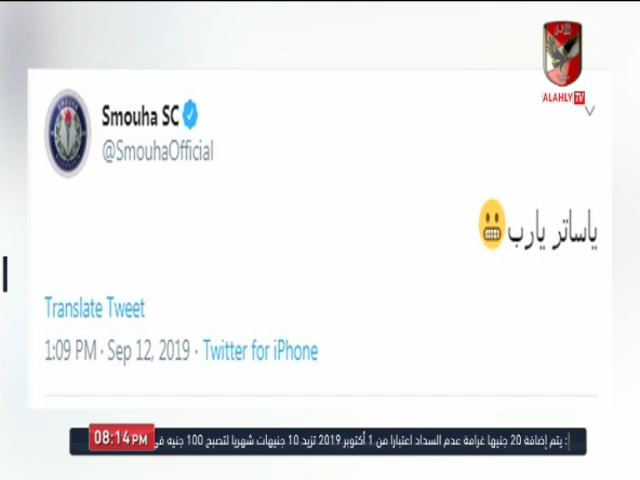 ALAHLY TV
Smouha SC
@SmouhaOfficial
ياساتر يارب😬
Translate Tweet
1:09 PM · Sep 12, 2019 · Twitter for iPhone
08:14 PM
: يتم إضافة 20 جنيها غرامة عدم السداد اعتبارا من 1 أكتوبر 2019 تزيد 10 جنيهات شهريا لتصبح 100 جنيه في